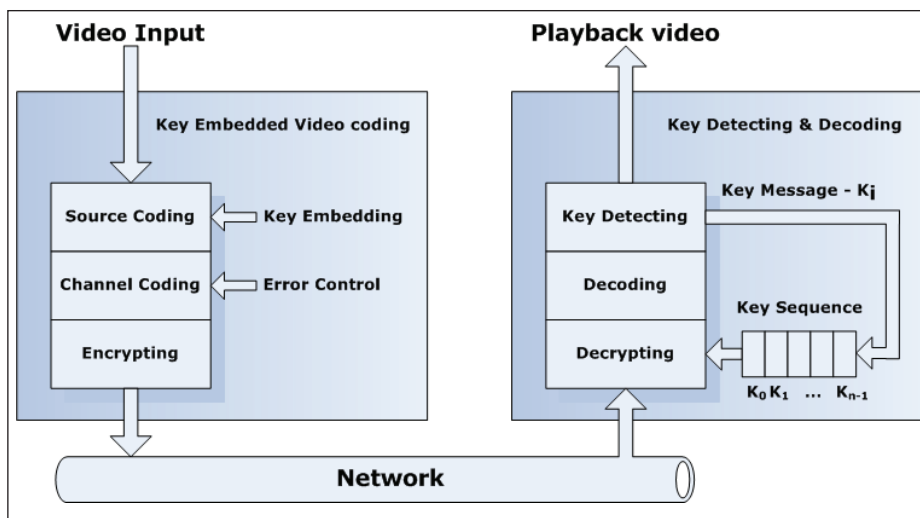 Video Input
Key Embedded Video coding
Source Coding
Key Embedding
Channel Coding
Error Control
Encrypting
Playback video
Key Detecting & Decoding
Key Message - Ki
Key Detecting
Decoding
Key Sequence
Decrypting
K0 K1 ... Kn-1
Network